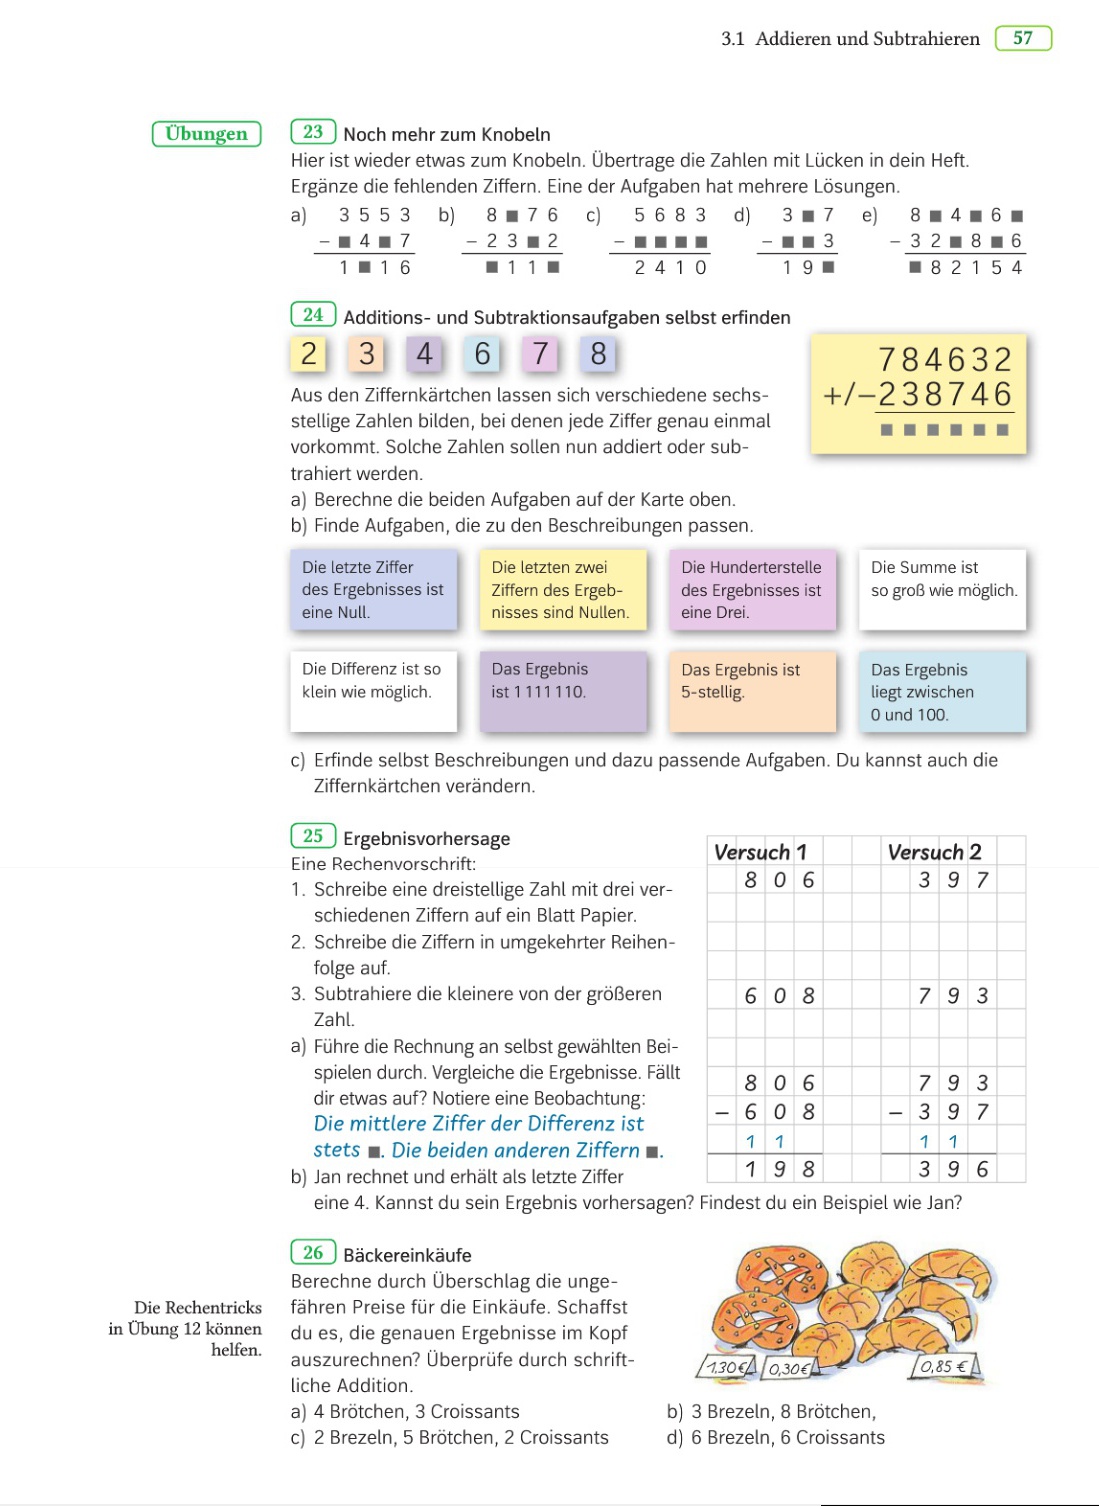 3.1 Addieren und Subtrahieren 57
Übungen
23 Noch mehr zum Knobeln
Hier ist wieder etwas zum Knobeln. Übertrage die Zahlen mit Lücken in dein Heft.
Ergänze die fehlenden Ziffern. Eine der Aufgaben hat mehrere Lösungen.
a) 3 5 5 3 b) 8 ■ 7 6 c) 5 6 8 3 d) 3 ■ 7 e) 8 ■ 4 ■ 6 ■
– ■ 4 ■ 7 – 2 3 ■ 2 – ■ ■ ■ ■ – ■ ■ 3 – 3 2 ■ 8 ■ 6
1 ■ 1 6 ■ 1 1 ■ 2 4 1 0 1 9 ■ ■ 8 2 1 5 4
24 Additions- und Subtraktionsaufgaben selbst erfinden
2 3 4 6 7 8
Aus den Ziffernkärtchen lassen sich verschiedene sechs-
stellige Zahlen bilden, bei denen jede Ziffer genau einmal
vorkommt. Solche Zahlen sollen nun addiert oder sub-
trahiert werden.
784632
+/–238746
■ ■ ■ ■ ■ ■
a) Berechne die beiden Aufgaben auf der Karte oben.
b) Finde Aufgaben, die zu den Beschreibungen passen.
Die letzte Ziffer
des Ergebnisses ist
eine Null.
Die letzten zwei
Ziffern des Ergeb-
nisses sind Nullen.
Die Hunderterstelle
des Ergebnisses ist
eine Drei.
Die Summe ist
so groß wie möglich.
Die Differenz ist so
klein wie möglich.
Das Ergebnis
ist 1 111 110.
Das Ergebnis ist
5-stellig.
Das Ergebnis
liegt zwischen
0 und 100.
c) Erfinde selbst Beschreibungen und dazu passende Aufgaben. Du kannst auch die
Ziffernkärtchen verändern.
25 Ergebnisvorhersage
Eine Rechenvorschrift:
1. Schreibe eine dreistellige Zahl mit drei ver-
schiedenen Ziffern auf ein Blatt Papier.
2. Schreibe die Ziffern in umgekehrter Reihen-
folge auf.
3. Subtrahiere die kleinere von der größeren
Zahl.
a) Führe die Rechnung an selbst gewählten Bei-
spielen durch. Vergleiche die Ergebnisse. Fällt
dir etwas auf? Notiere eine Beobachtung:
Die mittlere Ziffer der Differenz ist
stets ■. Die beiden anderen Ziffern ■.
b) Jan rechnet und erhält als letzte Ziffer
eine 4. Kannst du sein Ergebnis vorhersagen? Findest du ein Beispiel wie Jan?
Versuch 1 Versuch 2
8 0 6 3 9 7
6 0 8 7 9 3
8 0 6 7 9 3
– 6 0 8 – 3 9 7
1 1 1 1
1 9 8 3 9 6
26 Bäckereinkäufe
Berechne durch Überschlag die unge-
fähren Preise für die Einkäufe. Schaffst
du es, die genauen Ergebnisse im Kopf
auszurechnen? Überprüfe durch schrift-
liche Addition.
Die Rechentricks
in Übung 12 können
helfen.
1,30€ 0,30€ 0,85 €
a) 4 Brötchen, 3 Croissants b) 3 Brezeln, 8 Brötchen,
c) 2 Brezeln, 5 Brötchen, 2 Croissants d) 6 Brezeln, 6 Croissants